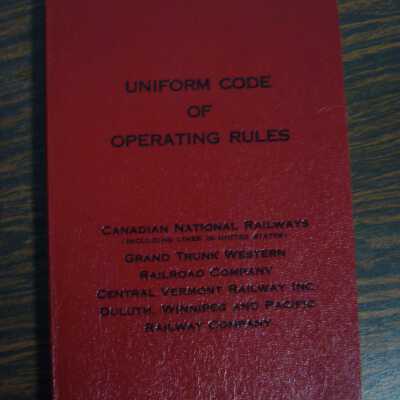 UNIFORM CODE
OF
OPERATING RULES
CANADIAN NATIONAL RAILWAYS
(INCLUDING LINES IN UNITED STATES)
GRAND TRUNK WESTERN
RAILROAD COMPANY
CENTRAL VERMONT RAILWAY INC.
DULUTH, WINNIPEG AND PACIFIC
RAILWAY COMPANY